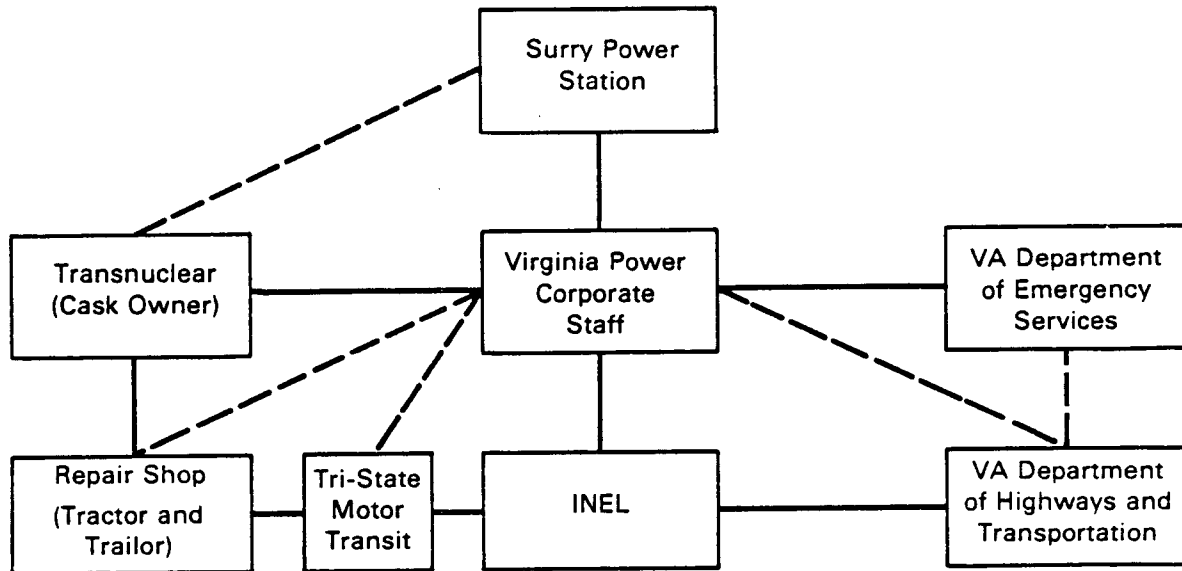 Surry Power
Station
Transnuclear
(Cask Owner)
Virginia Power
Corporate
Staff
VA Department
of Emergency
Services
Repair Shop
(Tractor and
Trailor)
Tri-State
Motor
Transit
INEL
VA Department
of Highways and
Transportation